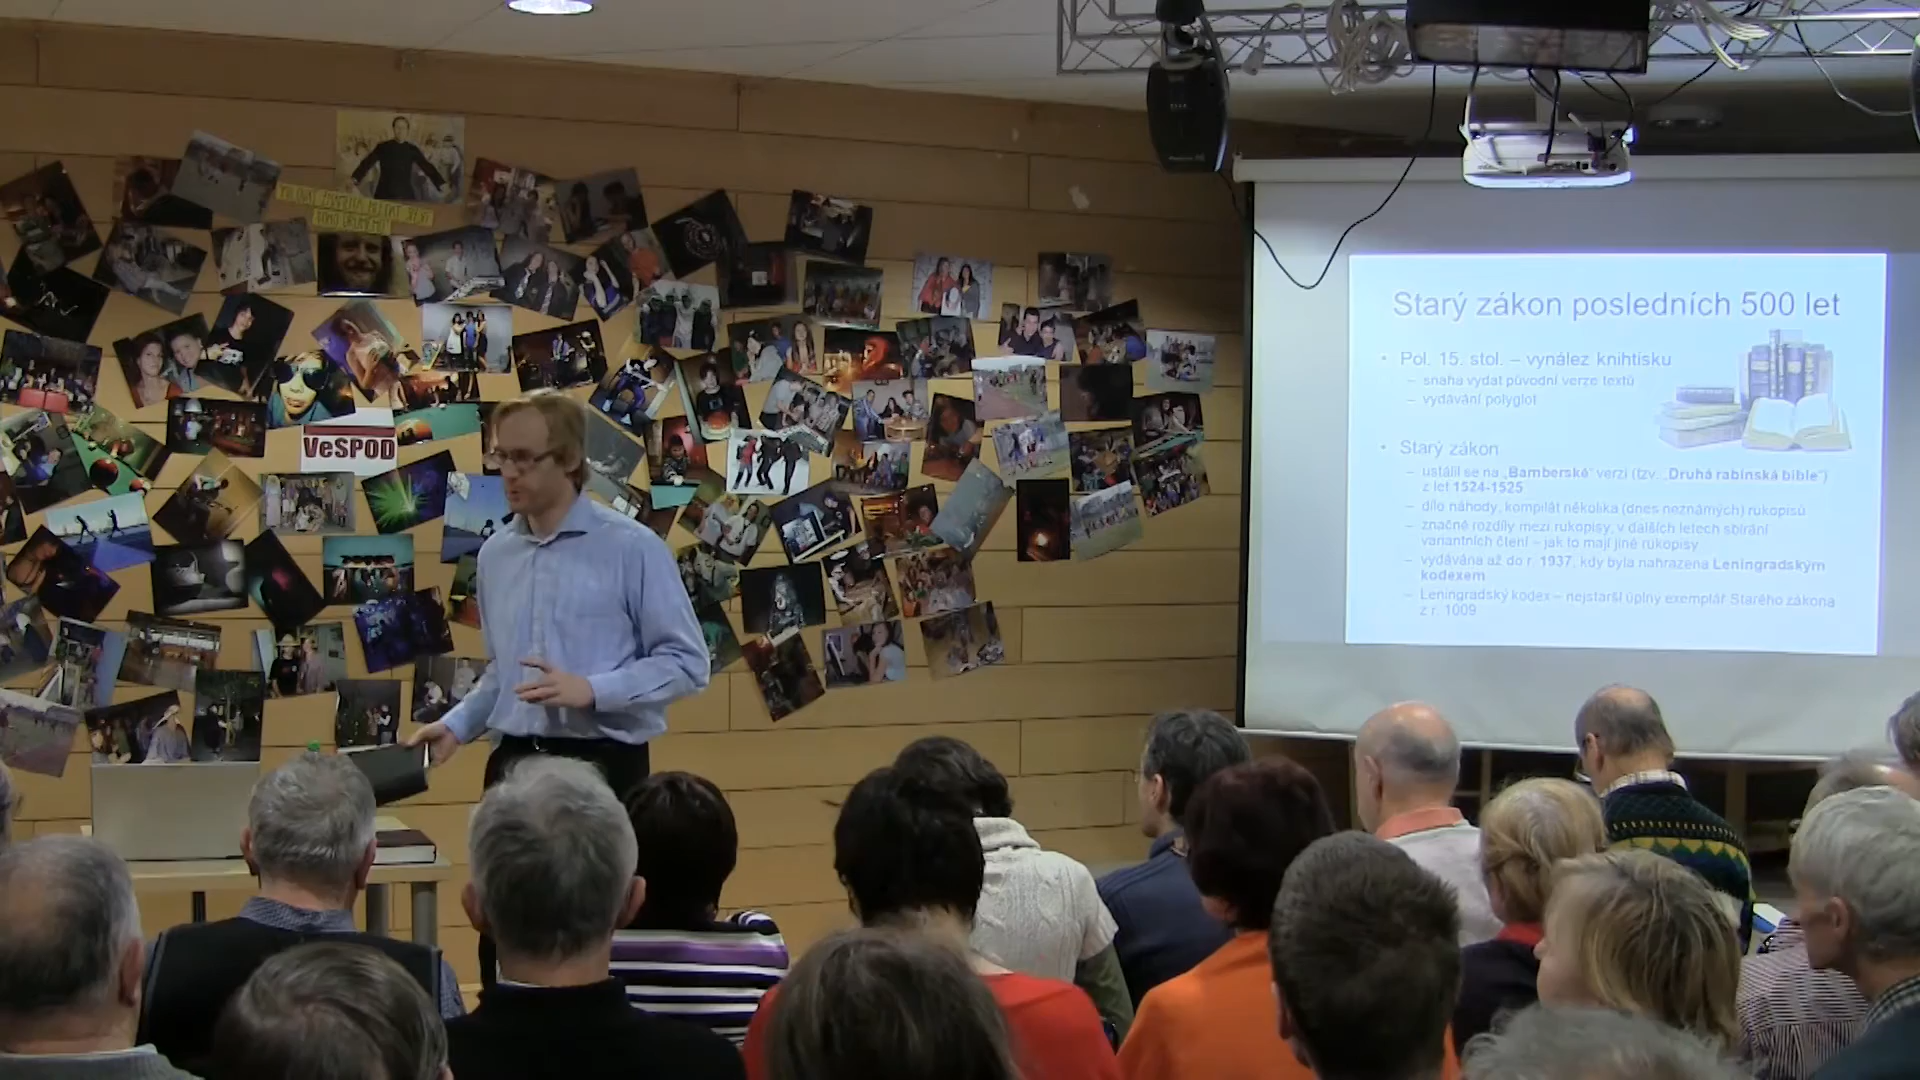 VeSPOD
Starý zákon posledních 500 let
• Pol. 15. stol. – vynález knihtisku
– snaha vydat původní verze textů
– vydávání polyglot
• Starý zákon
– ustálil se na „Bamberské“ verzi (tzv. „Druhá rabínská bible“)
z let 1524-1525
– dílo náhody, kompilát několika (dnes neznámých) rukopisů
– značné rozdíly mezi rukopisy, v dalších letech sbírání
variantních čtení – jak to mají jiné rukopisy
– vydávána až do r. 1937, kdy byla nahrazena Leningradským
kodexem
– Leningradský kodex – nejstarší úplný exemplář Starého zákona
z r. 1009